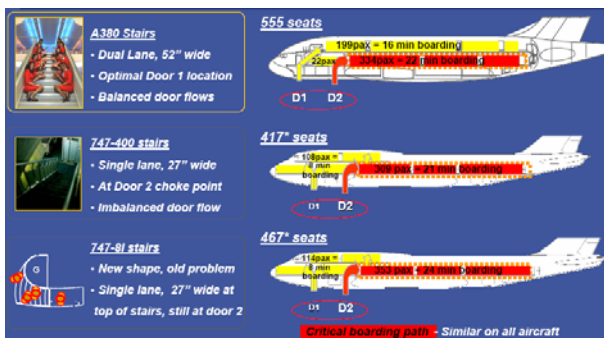 A380 Stairs
- Dual Lane, 52” wide
- Optimal Door 1 location
- Balanced door flows
555 seats
199pax = 16 min boarding
22pax
334pax = 22 min boarding
D1 D2
747-400 stairs
- Single lane, 27” wide
- At Door 2 choke point
- Imbalanced door flow
417* seats
108pax =
8 min
boarding
309 pax = 21 min boarding
D1 D2
747-8I stairs
- New shape, old problem
- Single lane, 27” wide at
top of stairs, still at door 2
467* seats
114pax =
8 min
boarding
353 pax = 24 min boarding
D1 D2
Critical boarding path - Similar on all aircraft